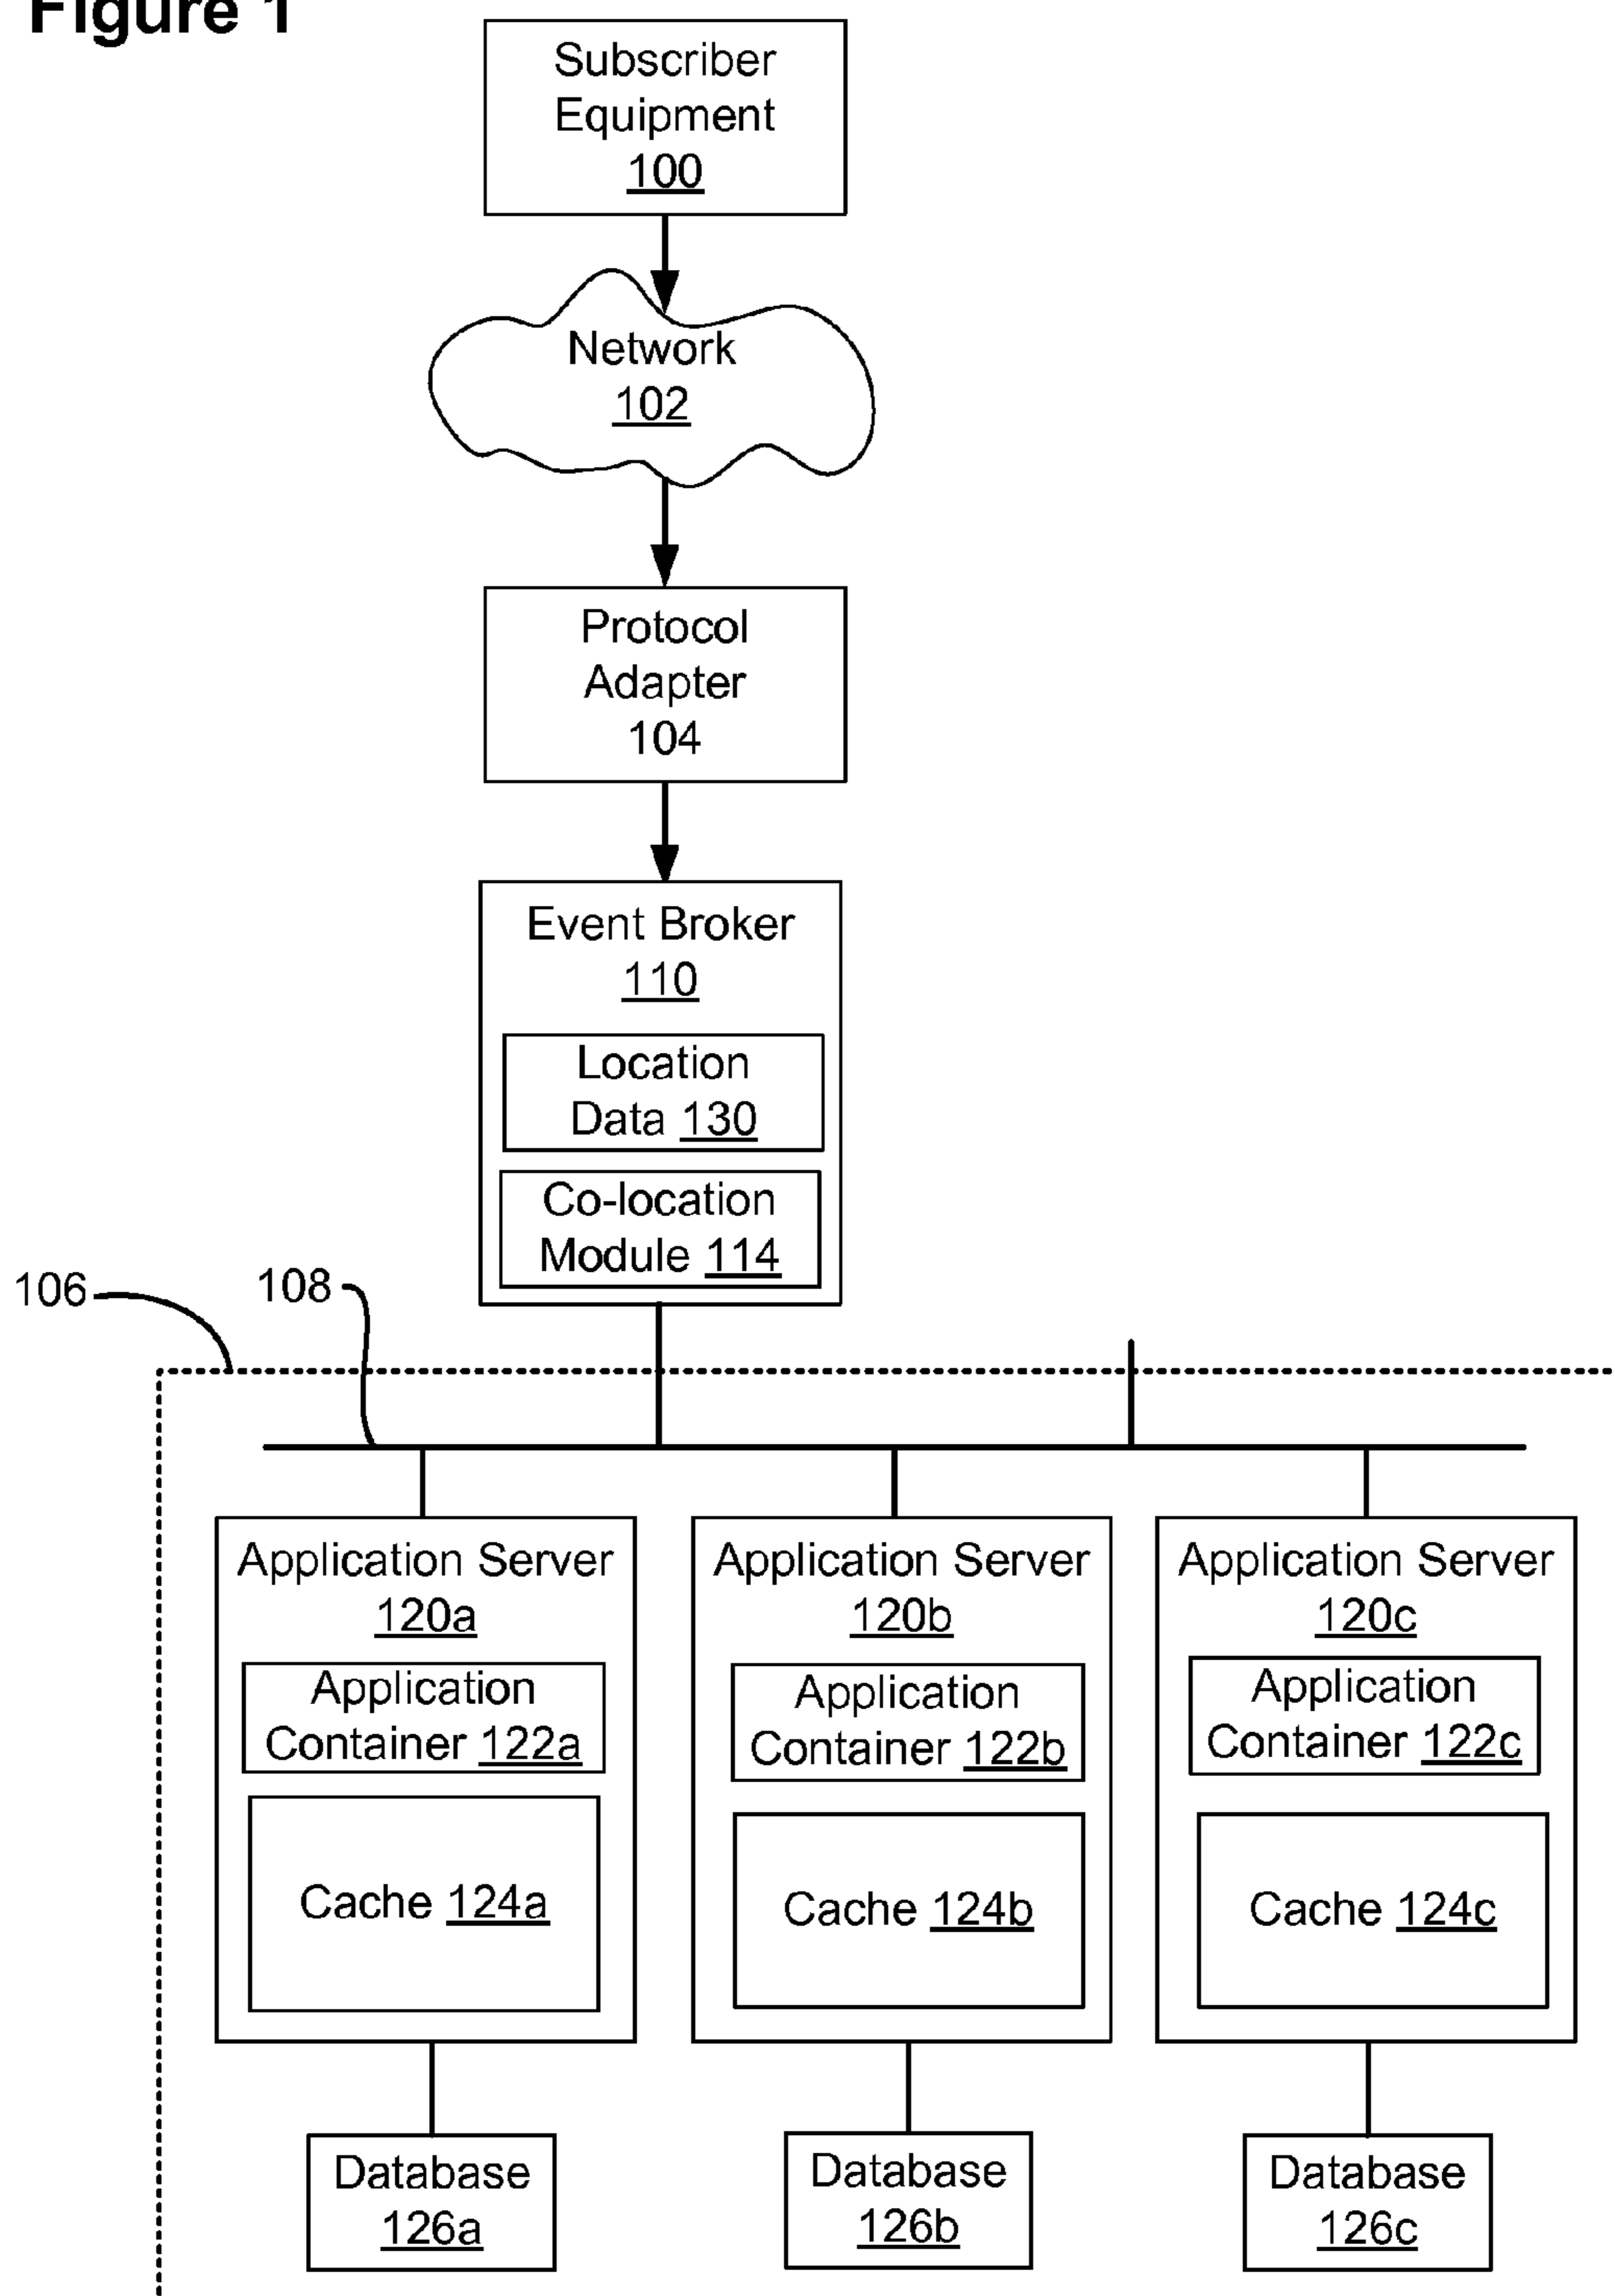 Figure 1
Subscriber
Equipment
100
Network
102
Protocol
Adapter
104
Event Broker
110
Location
Data 130
Co-location
Module 114
106
108
Application Server
120a
Application
Container 122a
Cache 124a
Application Server
120b
Application
Container 122b
Cache 124b
Application Server
120c
Application
Container 122c
Cache 124c
Database
126a
Database
126b
Database
126c